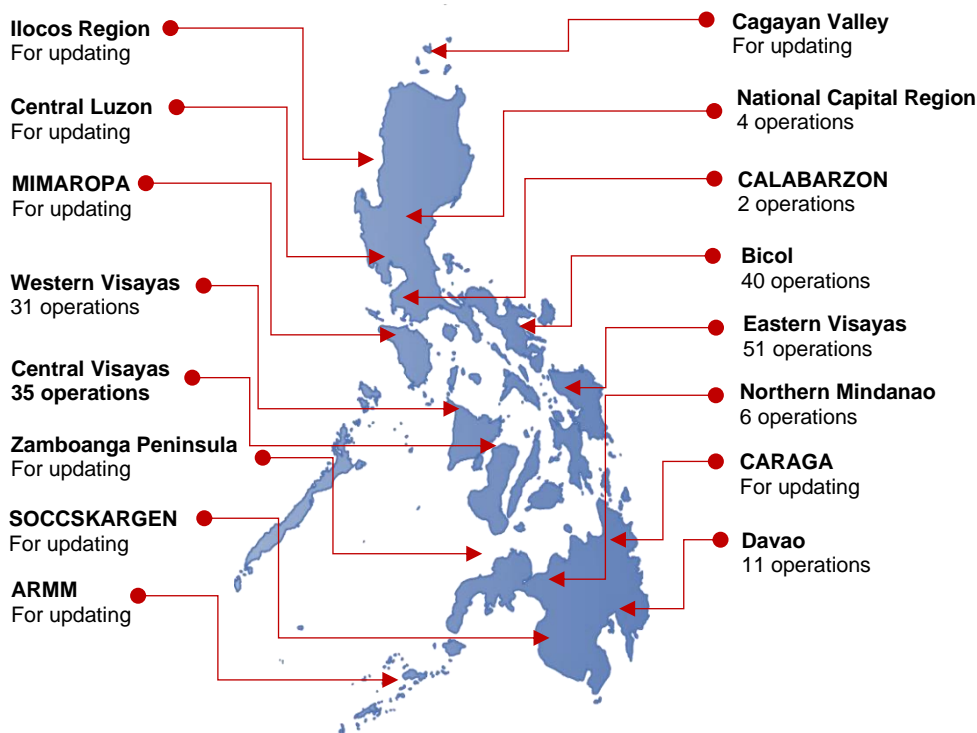 Ilocos Region
For updating
Central Luzon
For updating
MIMAROPA
For updating
Western Visayas
31 operations
Central Visayas
35 operations
Zamboanga Peninsula
For updating
SOCCSKARGEN
For updating
ARMM
For updating
Cagayan Valley
For updating
National Capital Region
4 operations
CALABARZON
2 operations
Bicol
40 operations
Eastern Visayas
51 operations
Northern Mindanao
6 operations
CARAGA
For updating
Davao
11 operations